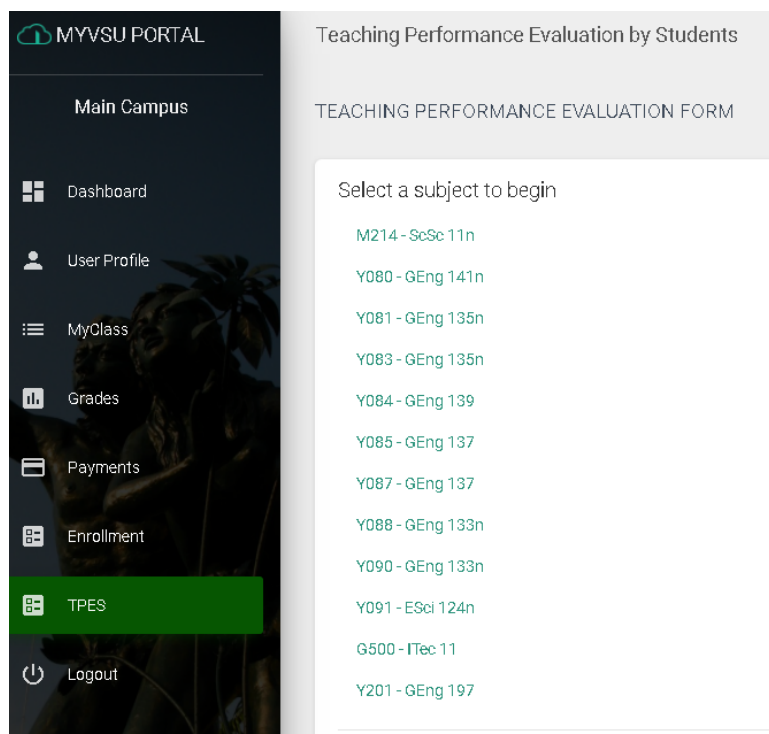 MYVSU PORTAL
Main Campus
Dashboard
User Profile
MyClass
Grades
Payments
Enrollment
TPES
Logout
Teaching Performance Evaluation by Students
TEACHING PERFORMANCE EVALUATION FORM
Select a subject to begin
M214 - ScSc 11n
Y080 - GEng 141n
Y081 - GEng 135n
Y083 - GEng 135n
Y084 - GEng 139
Y085 - GEng 137
Y087 - GEng 137
Y088 - GEng 133n
Y090 - GEng 133n
Y091 - ESci 124n
G500 - ITec 11
Y201 - GEng 197